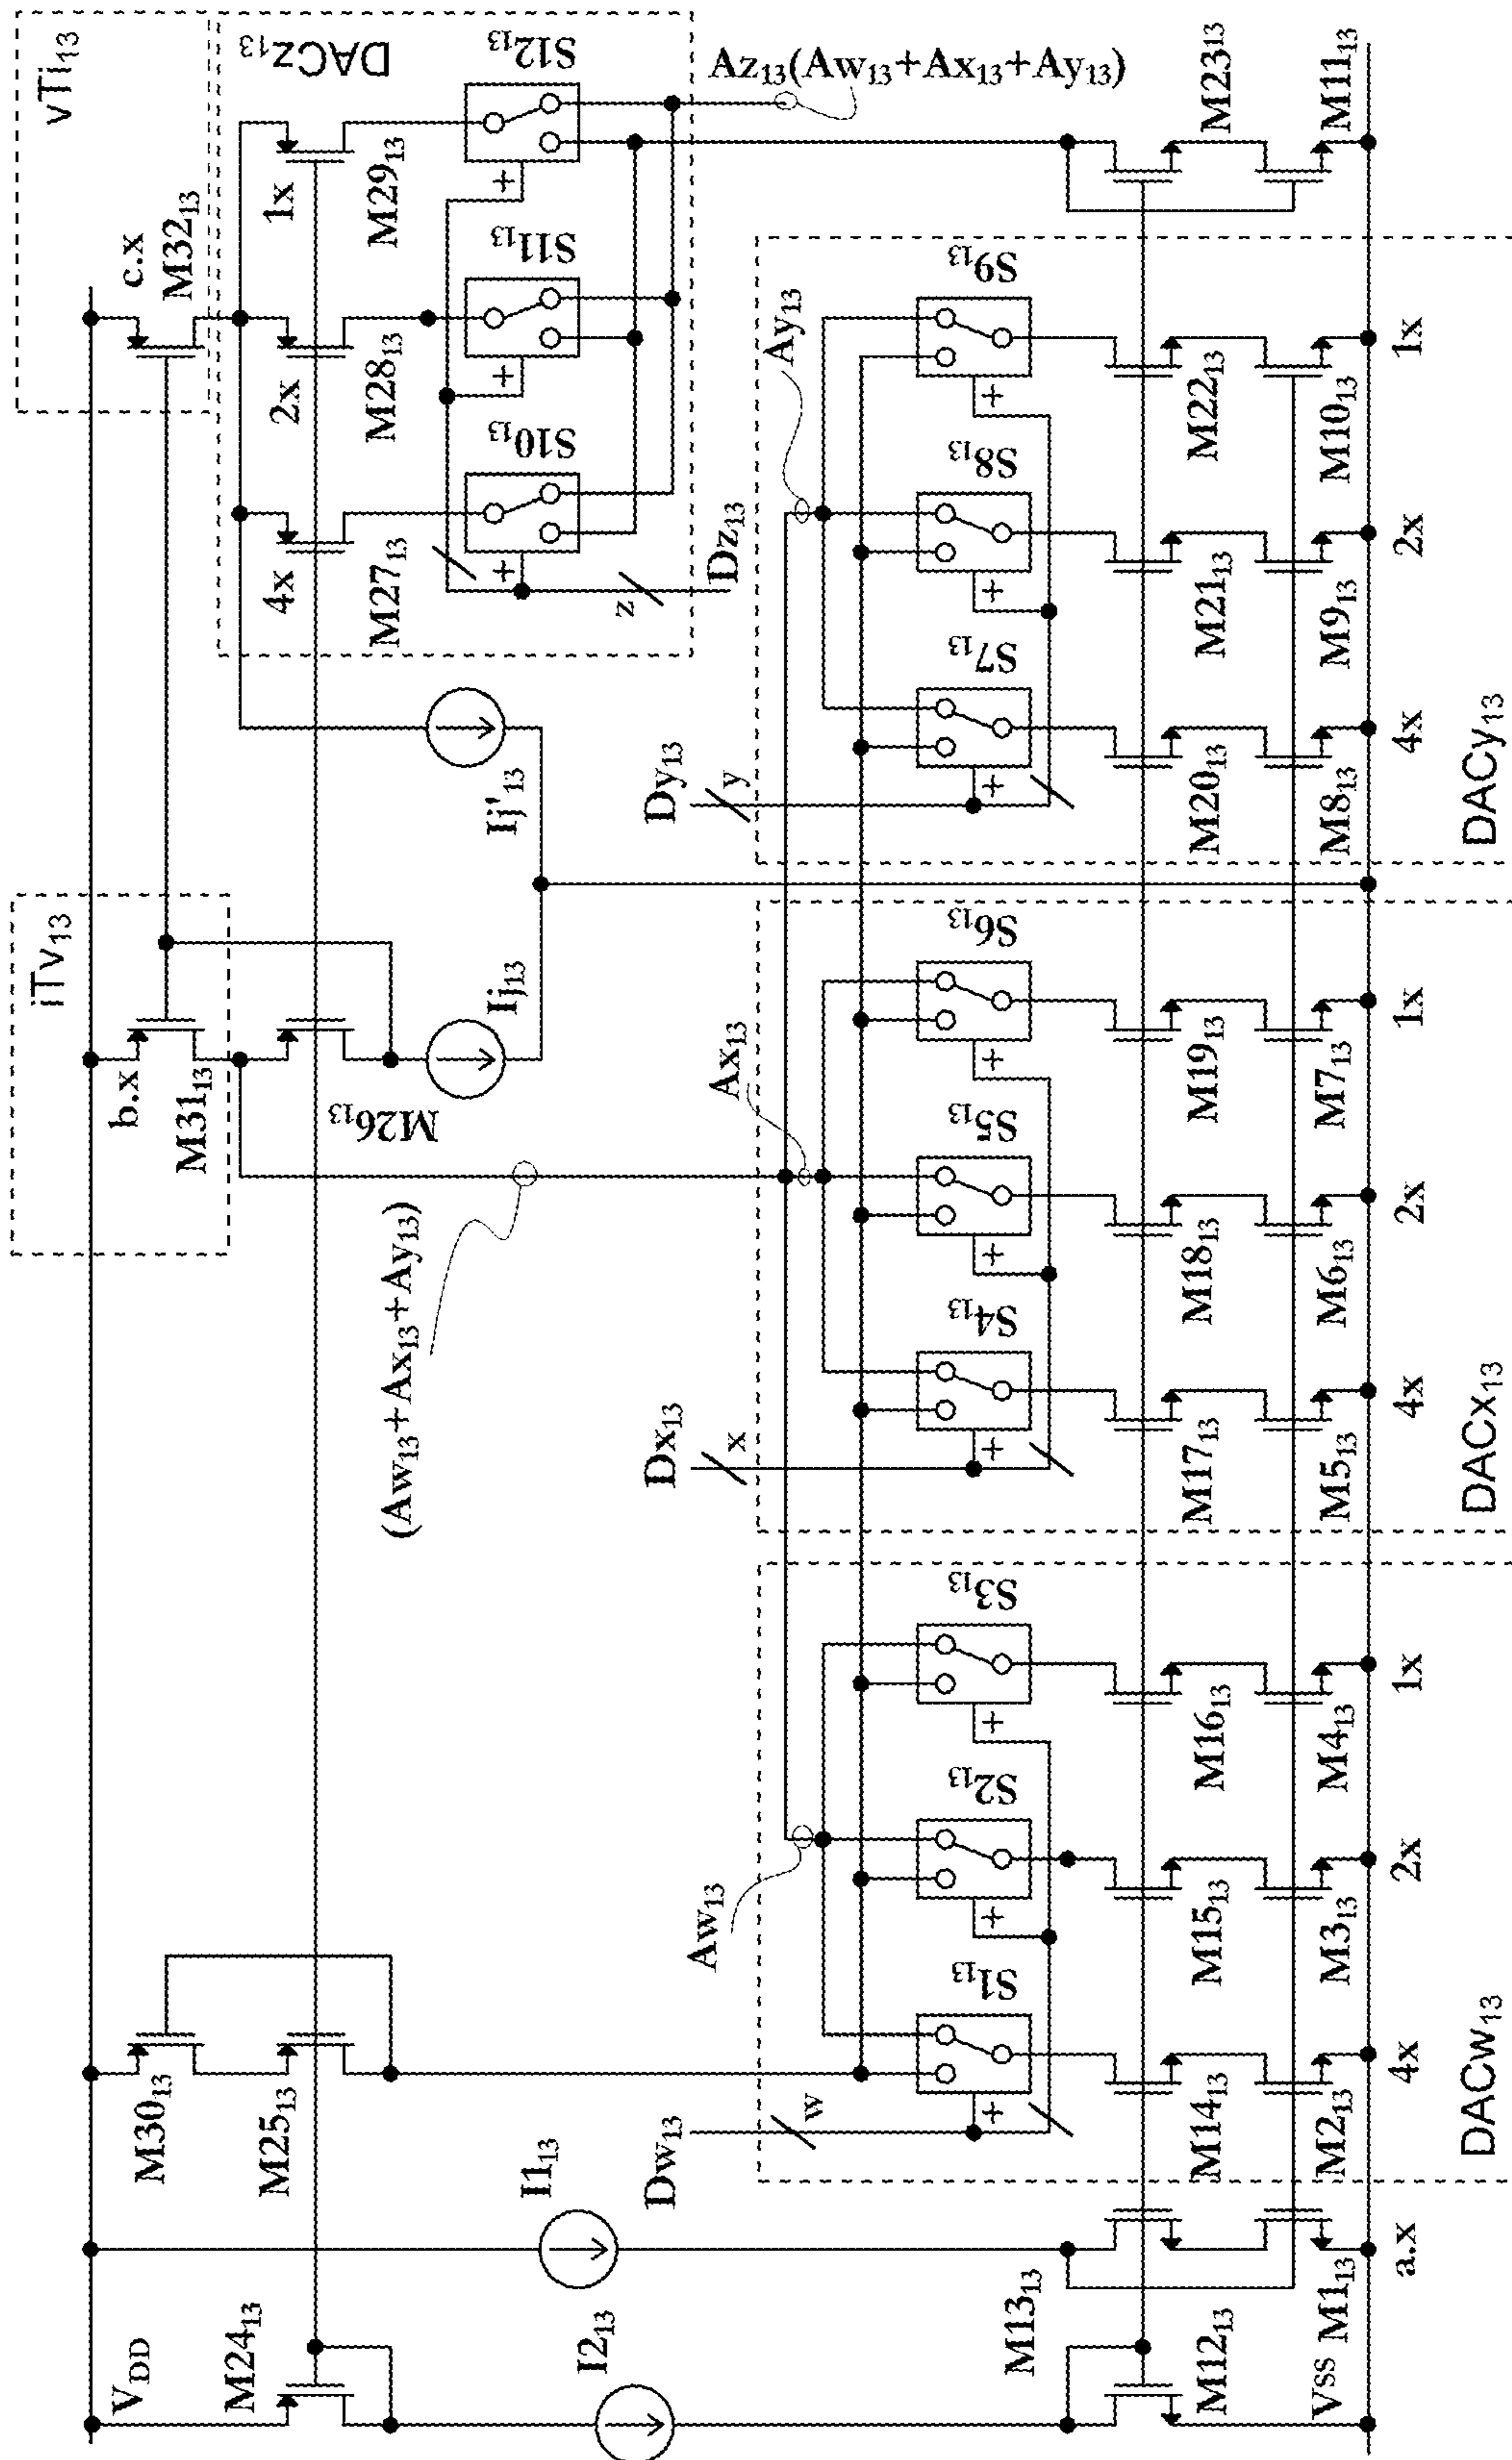 vTi13
c.x
M3213
DACz13
4x
2x
1x
M2713
M2813
M2913
S1013
S1113
S1213
+
+
+
z
Dz13
Az13(Aw13+Ax13+Ay13)
M2313
M1113
iTv13
b.x
M3113
M2613
Ij13
Ij'13
(Aw13+Ax13+Ay13)
VDD
M2413
M3013
M2513
I213
I113
M1313
M1213
Vss
M113
a.x
Dw13
w
Aw13
S113
S213
S313
+
+
+
M1413
M1513
M1613
M213
M313
M413
4x
2x
1x
DACw13
Dx13
x
Ax13
S413
S513
S613
+
+
+
M1713
M1813
M1913
M513
M613
M713
4x
2x
1x
DACx13
Dy13
y
Ay13
S713
S813
S913
+
+
+
M2013
M2113
M2213
M813
M913
M1013
4x
2x
1x
DACy13